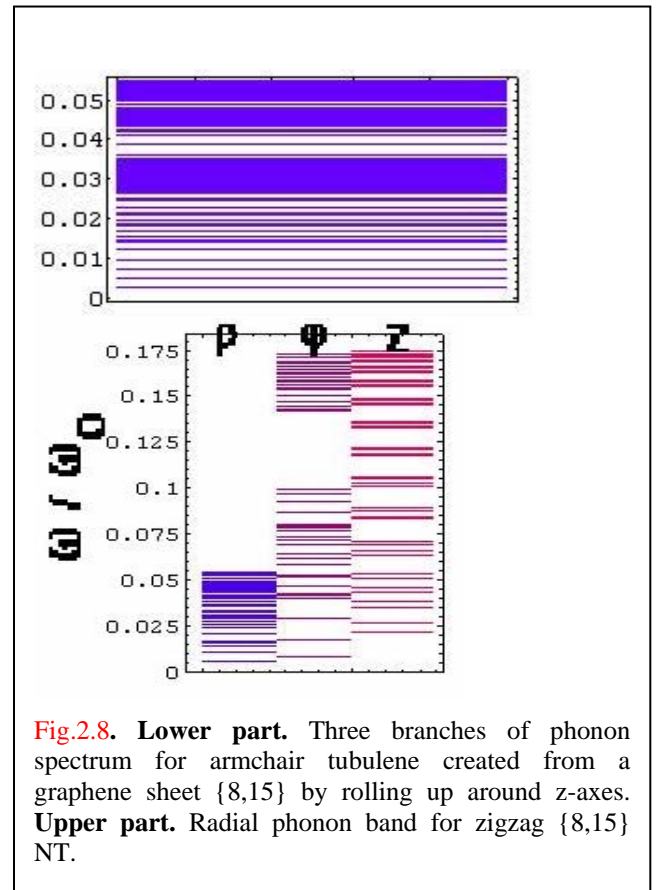 0.05
0.04
0.03
0.02
0.01
0
ρ φ z
0.175
0.15
0.125
0.1
0.075
0.05
0.025
0
ω / ω₀
Fig.2.8. Lower part. Three branches of phonon
spectrum for armchair tubulene created from a
graphene sheet {8,15} by rolling up around z-axes.
Upper part. Radial phonon band for zigzag {8,15}
NT.